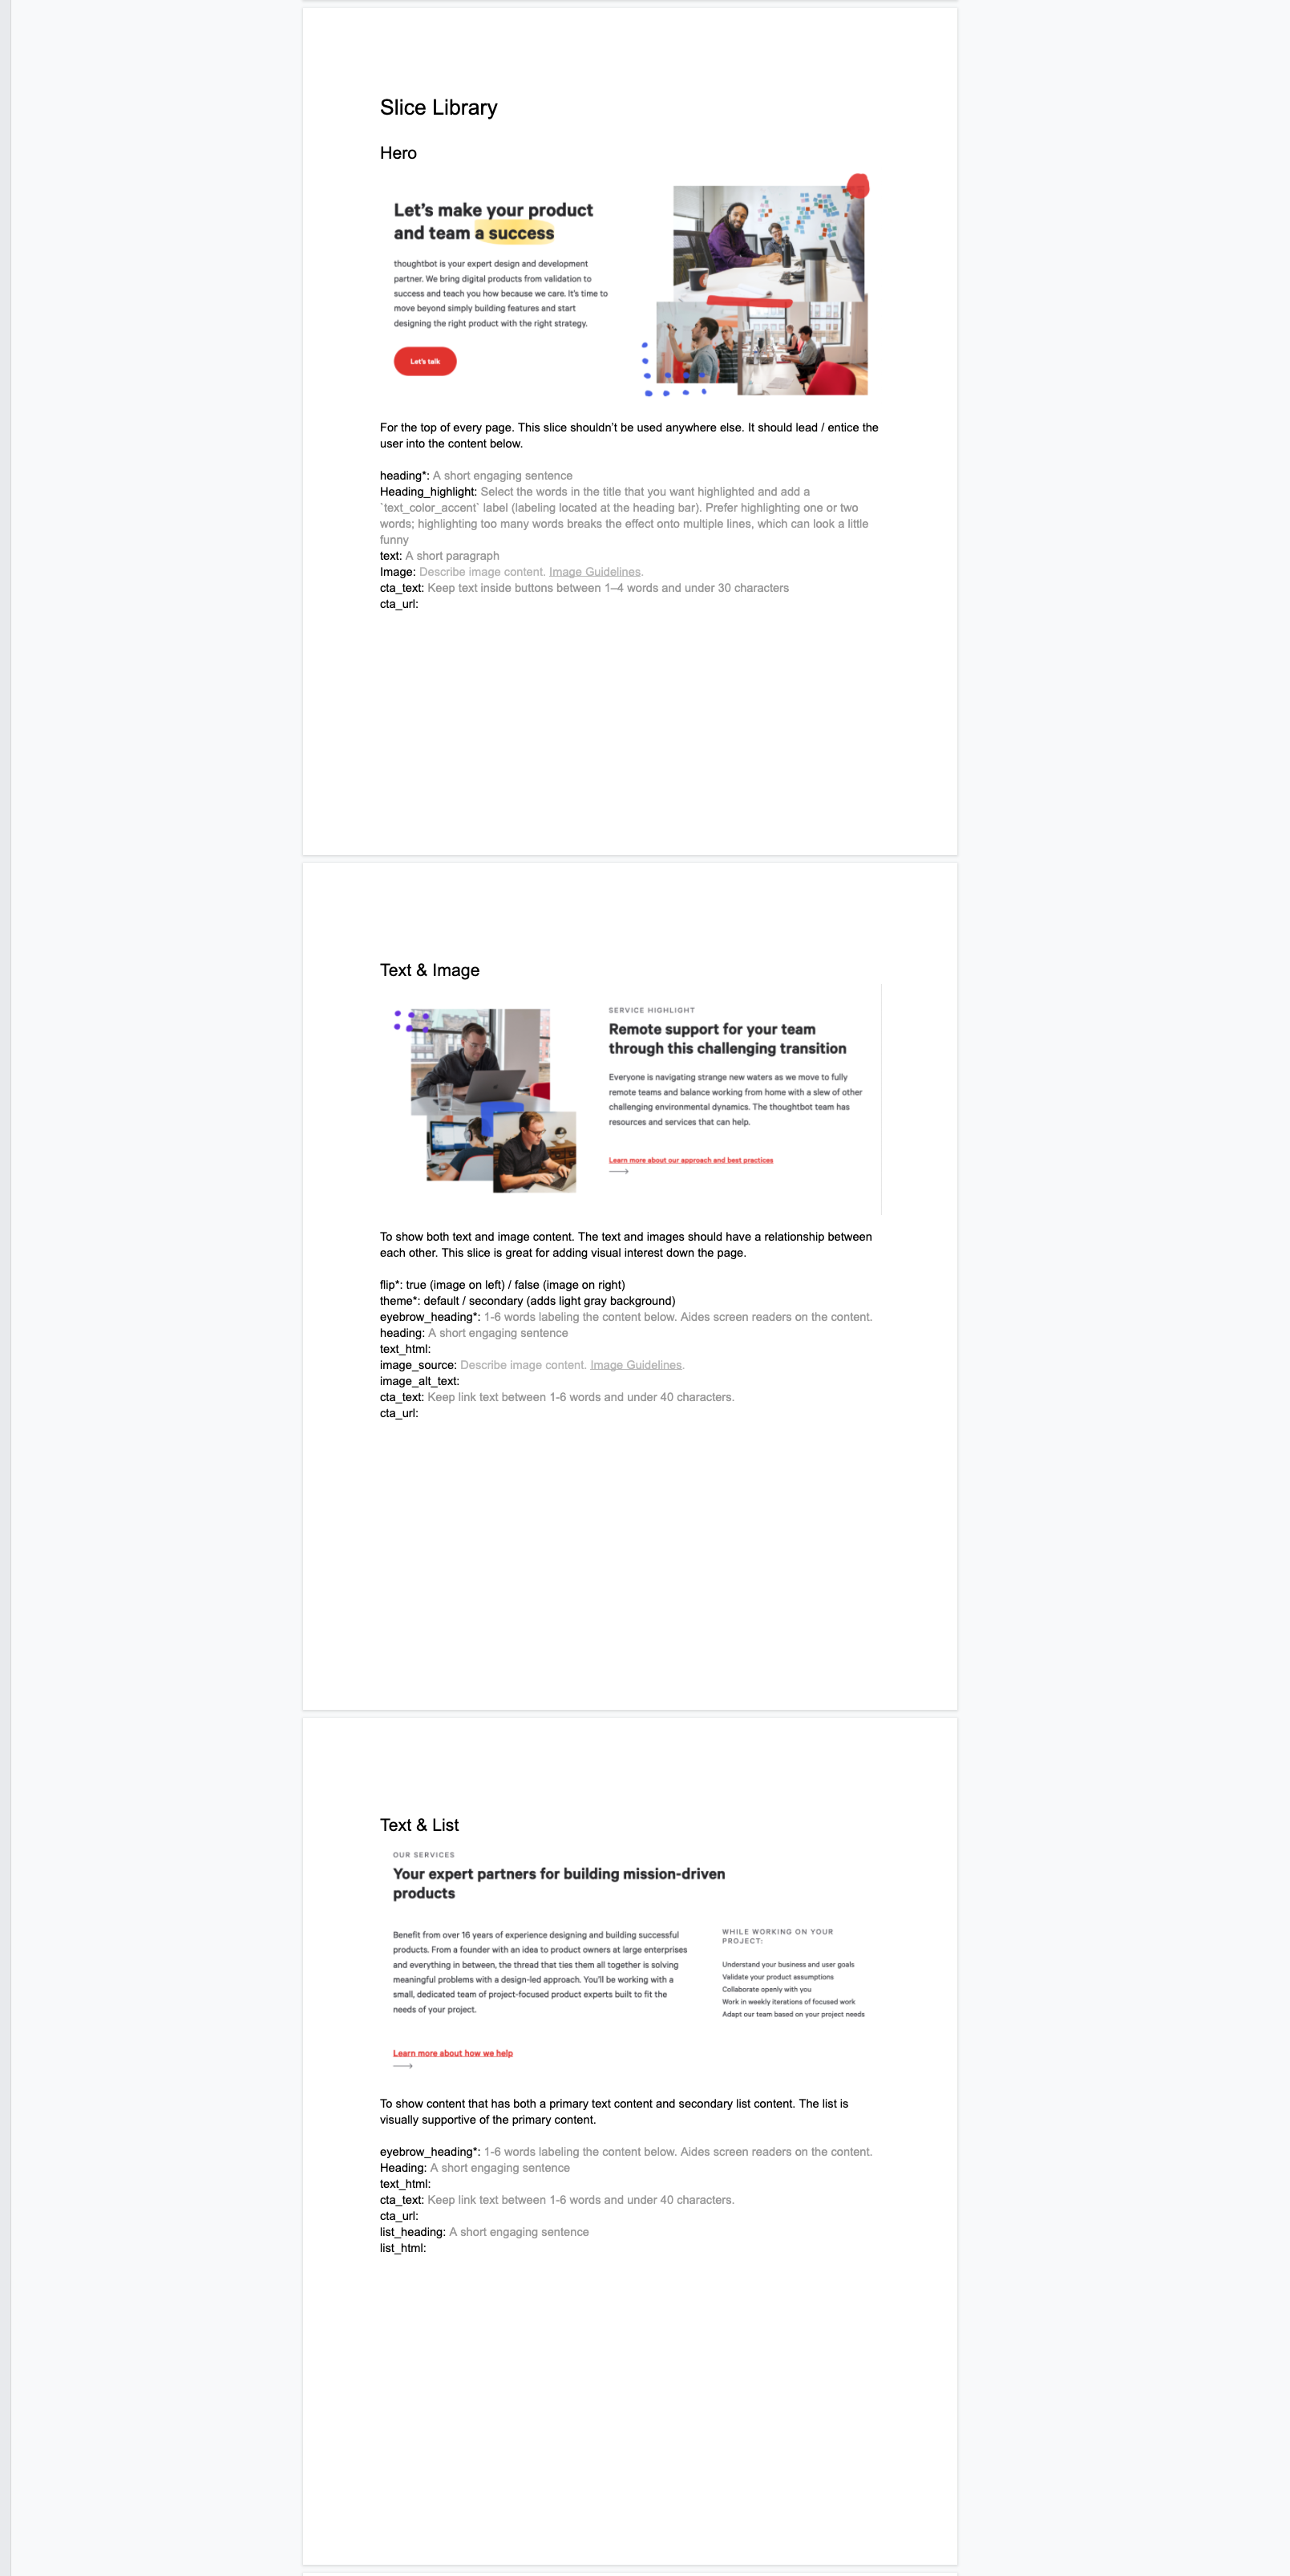 Slice Library
Hero
Let's make your product
and team a success
thoughtbot is your expert design and development
partner. We bring digital products from validation to
success and teach you how because we care. It's time to
move beyond simply building features and start
designing the right product with the right strategy.
Let's talk
For the top of every page. This slice shouldn't be used anywhere else. It should lead / entice the
user into the content below.
heading*: A short engaging sentence
Heading_highlight: Select the words in the title that you want highlighted and add a
`text_color_accent` label (labeling located at the heading bar). Prefer highlighting one or two
words; highlighting too many words breaks the effect onto multiple lines, which can look a little
funny
text: A short paragraph
Image: Describe image content. Image Guidelines.
cta_text: Keep text inside buttons between 1–4 words and under 30 characters
cta_url:
Text & Image
SERVICE HIGHLIGHT
Remote support for your team
through this challenging transition
Everyone is navigating strange new waters as we move to fully
remote teams and balance working from home with a slew of other
challenging environmental dynamics. The thoughtbot team has
resources and services that can help.
Learn more about our approach and best practices
To show both text and image content. The text and images should have a relationship between
each other. This slice is great for adding visual interest down the page.
flip*: true (image on left) / false (image on right)
theme*: default / secondary (adds light gray background)
eyebrow_heading*: 1-6 words labeling the content below. Aides screen readers on the content.
heading: A short engaging sentence
text_html:
image_source: Describe image content. Image Guidelines.
image_alt_text:
cta_text: Keep link text between 1-6 words and under 40 characters.
cta_url:
Text & List
OUR SERVICES
Your expert partners for building mission-driven
products
Benefit from over 16 years of experience designing and building successful
products. From a founder with an idea to product owners at large enterprises
and everything in between, the thread that ties them all together is solving
meaningful problems with a design-led approach. You'll be working with a
small, dedicated team of project-focused product experts built to fit the
needs of your project.
Learn more about how we help
WHILE WORKING ON YOUR
PROJECT:
Understand your business and user goals
Validate your product assumptions
Collaborate openly with you
Work in weekly iterations of focused work
Adapt our team based on your project needs
To show content that has both a primary text content and secondary list content. The list is
visually supportive of the primary content.
eyebrow_heading*: 1-6 words labeling the content below. Aides screen readers on the content.
Heading: A short engaging sentence
text_html:
cta_text: Keep link text between 1-6 words and under 40 characters.
cta_url:
list_heading: A short engaging sentence
list_html: